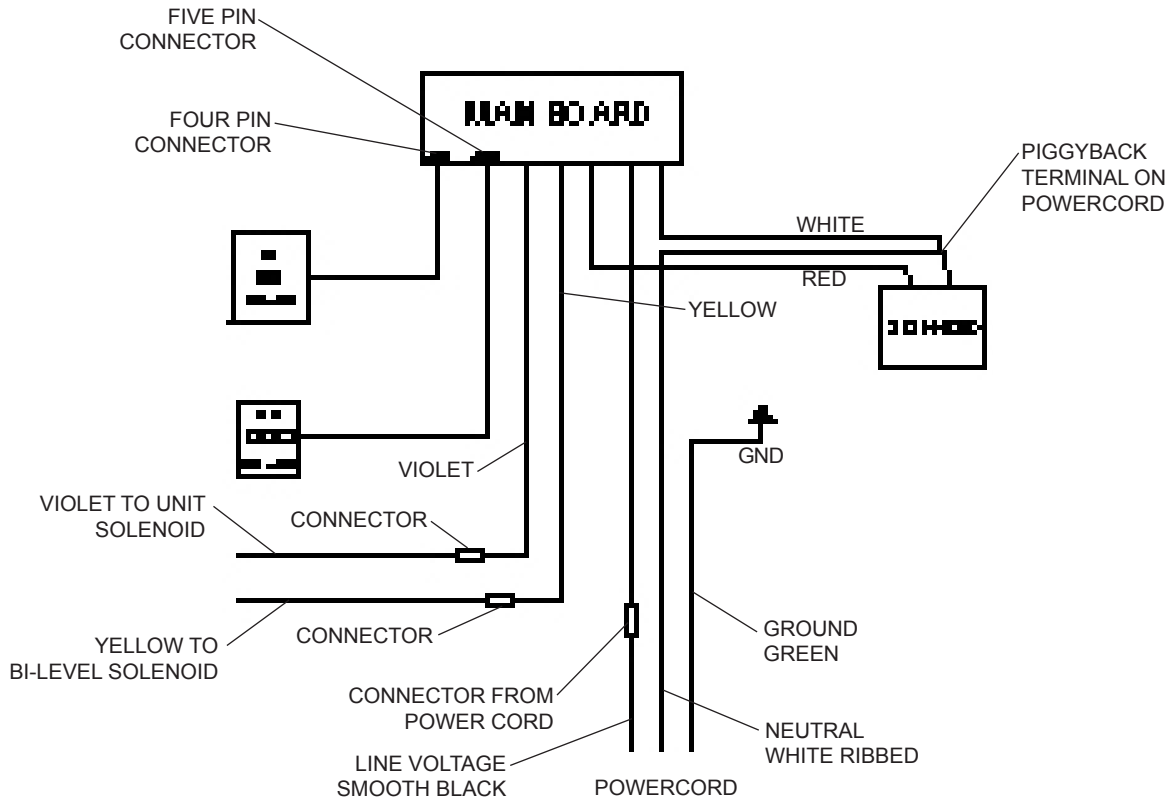 FIVE PIN
CONNECTOR
MAIN BOARD
FOUR PIN
CONNECTOR
PIGGYBACK
TERMINAL ON
POWERCORD
WHITE
RED
YELLOW
GND
VIOLET
VIOLET TO UNIT
SOLENOID
CONNECTOR
YELLOW TO
BI-LEVEL SOLENOID
CONNECTOR
GROUND
GREEN
CONNECTOR FROM
POWER CORD
NEUTRAL
WHITE RIBBED
LINE VOLTAGE
SMOOTH BLACK
POWERCORD